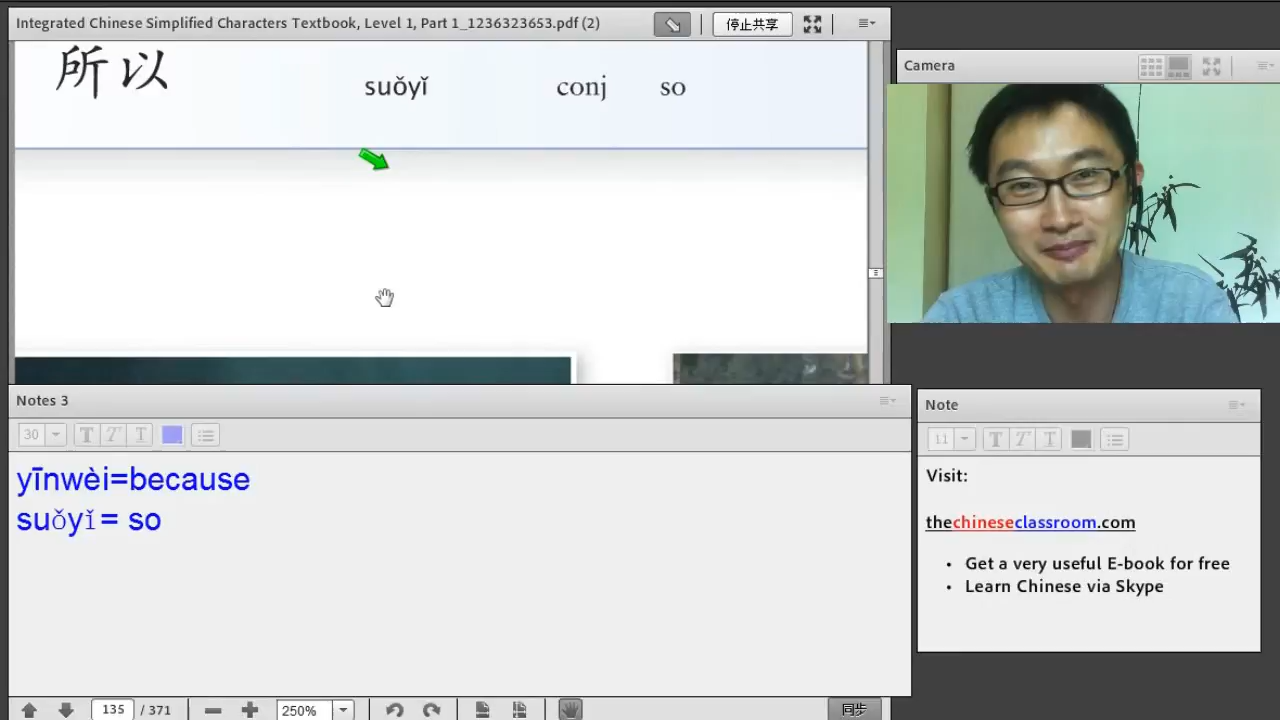 Integrated Chinese Simplified Characters Textbook, Level 1, Part 1_1236323653.pdf (2)
停止共享
所以 suǒyǐ conj so
Camera
Notes 3
30 T T T
yīnwèi=because
suǒyǐ= so
Note
11 T T T
Visit:
thechineseclassroom.com
• Get a very useful E-book for free
• Learn Chinese via Skype
135 / 371
250%
同步